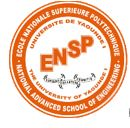 ECOLE NATIONALE SUPERIEURE POLYTECHNIQUE
UNIVERSITE DE YAOUNDE I
ENSP
THE UNIVERSITY OF YAOUNDE I
NATIONAL ADVANCED SCHOOL OF ENGINEERING